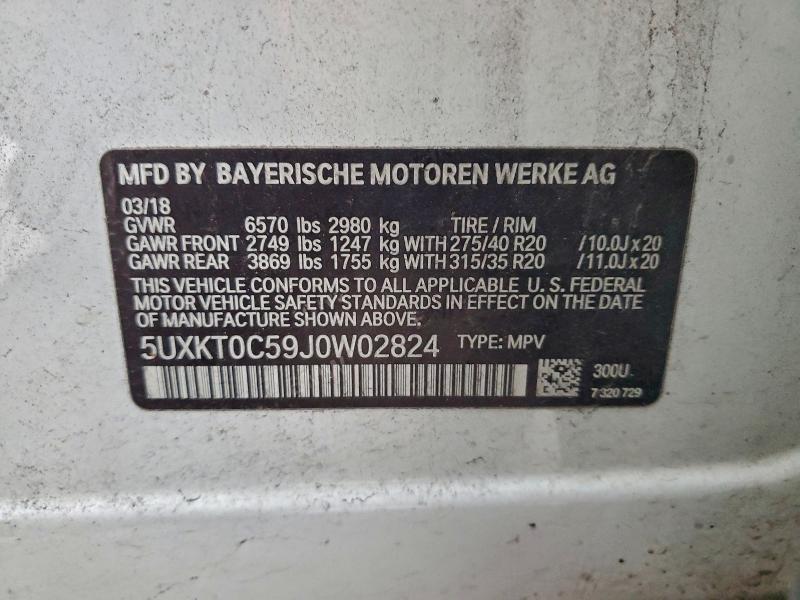 MFD BY BAYERISCHE MOTOREN WERKE AG
03/18
GVWR 6570 lbs 2980 kg TIRE / RIM
GAWR FRONT 2749 lbs 1247 kg WITH 275/40 R20 /10.0J x 20
GAWR REAR 3869 lbs 1755 kg WITH 315/35 R20 /11.0J x 20
THIS VEHICLE CONFORMS TO ALL APPLICABLE U. S. FEDERAL
MOTOR VEHICLE SAFETY STANDARDS IN EFFECT ON THE DATE
OF MANUFACTURE SHOWN ABOVE.
5UXKT0C59J0W02824 TYPE: MPV
300U
7 320 729